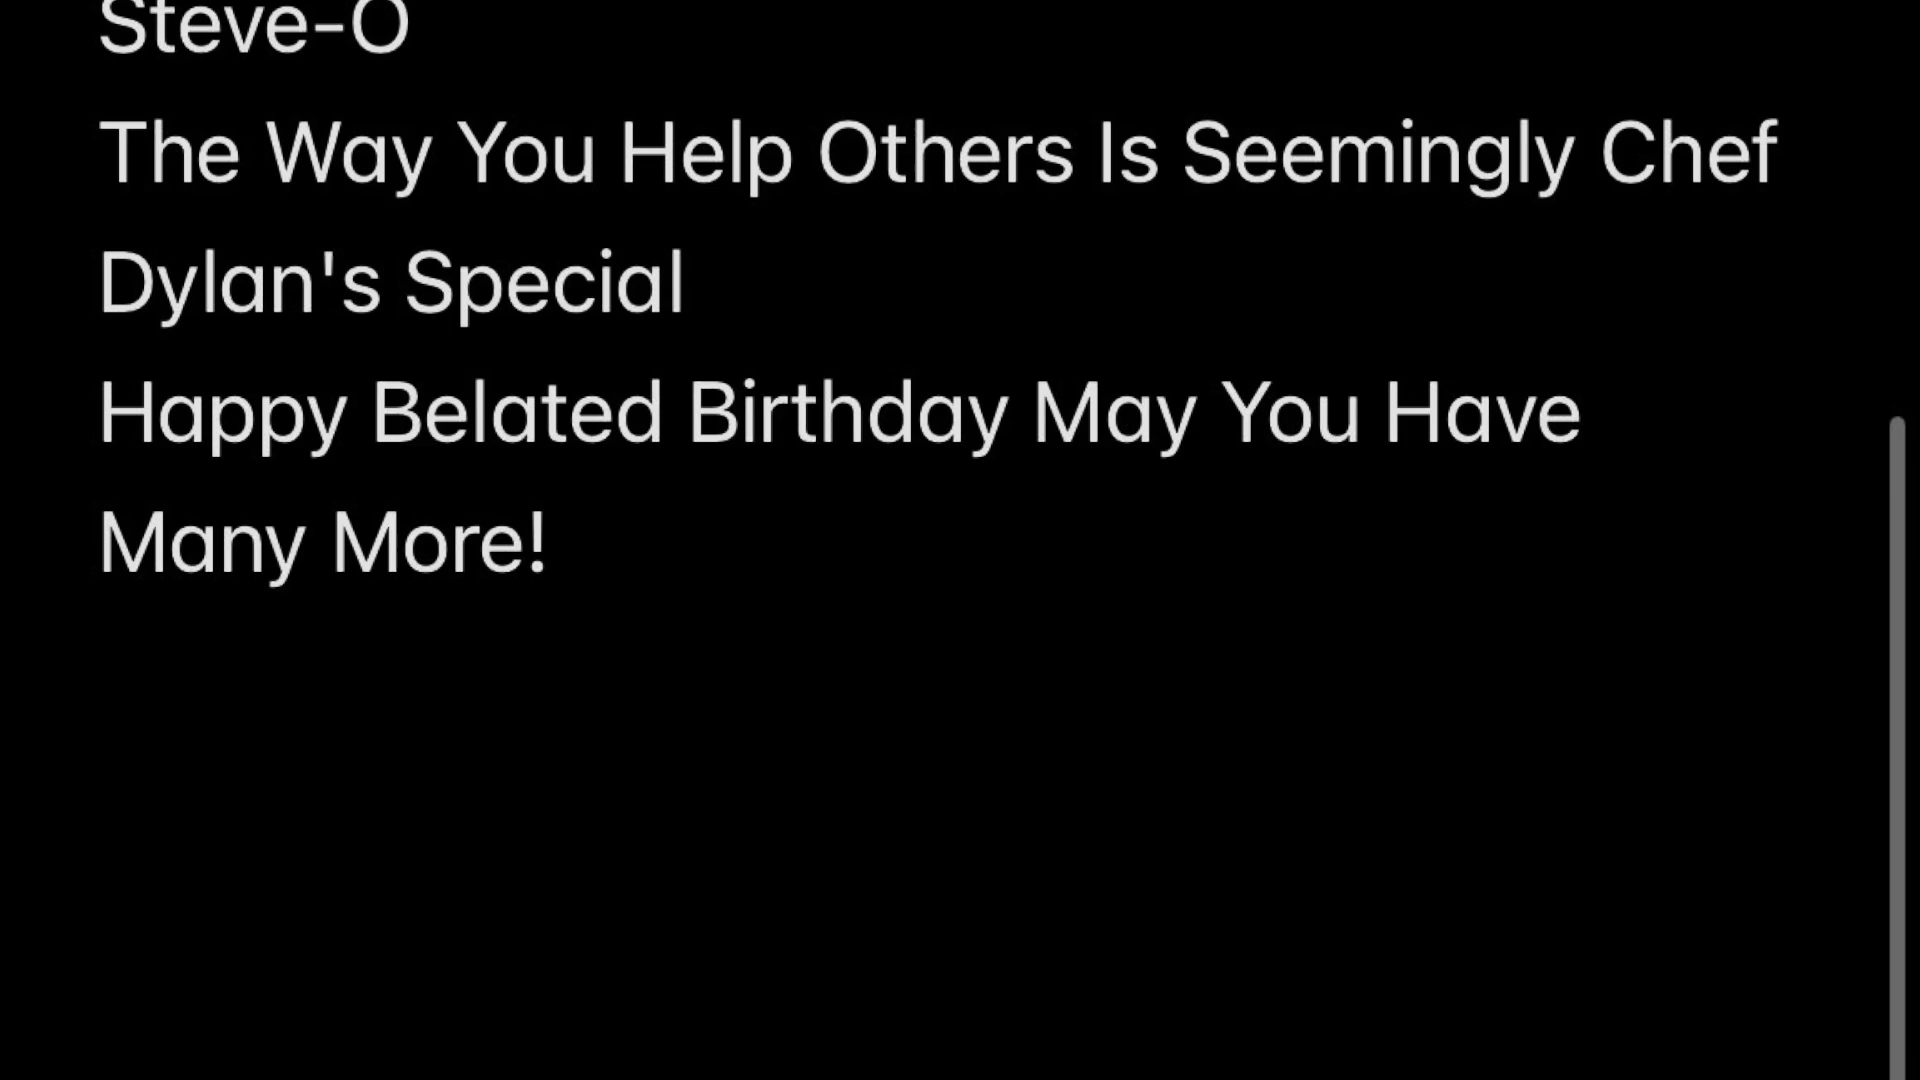 Steve-O
The Way You Help Others Is Seemingly Chef
Dylan's Special
Happy Belated Birthday May You Have
Many More!